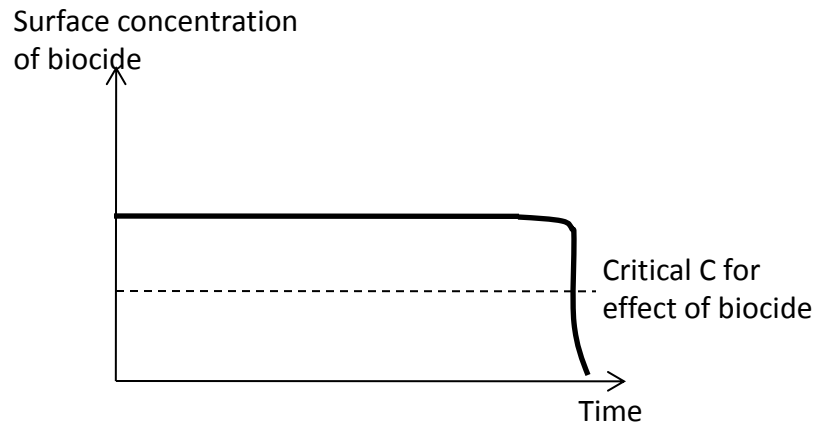 Surface concentration
of biocide
Critical C for
effect of biocide
Time